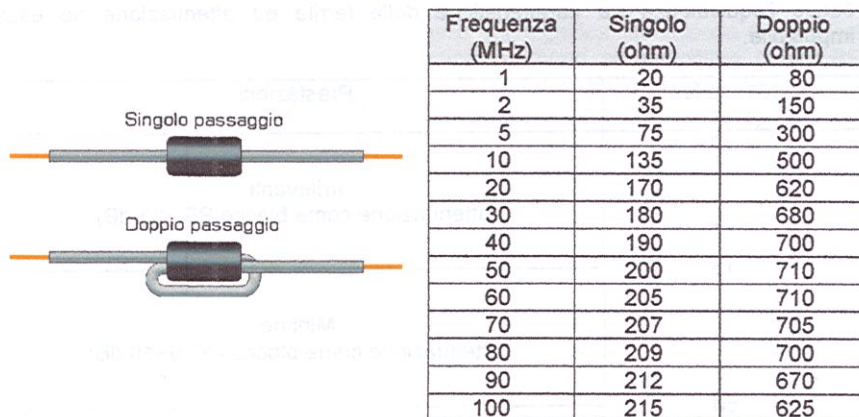 Singolo passaggio
Doppio passaggio
Frequenza (MHz) Singolo (ohm) Doppio (ohm)
1 20 80
2 35 150
5 75 300
10 135 500
20 170 620
30 180 680
40 190 700
50 200 710
60 205 710
70 207 705
80 209 700
90 212 670
100 215 625